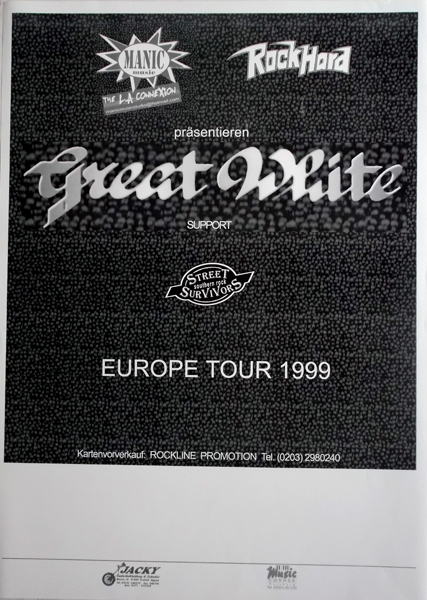 MANIC
music
THE L.A. CONNEXION
RockHard
präsentieren
Great White
SUPPORT
STREET
southern rock
SURVIVORS
EUROPE TOUR 1999
Kartenvorverkauf: ROCKLINE PROMOTION Tel. (0203) 2980240
JACKY
Music